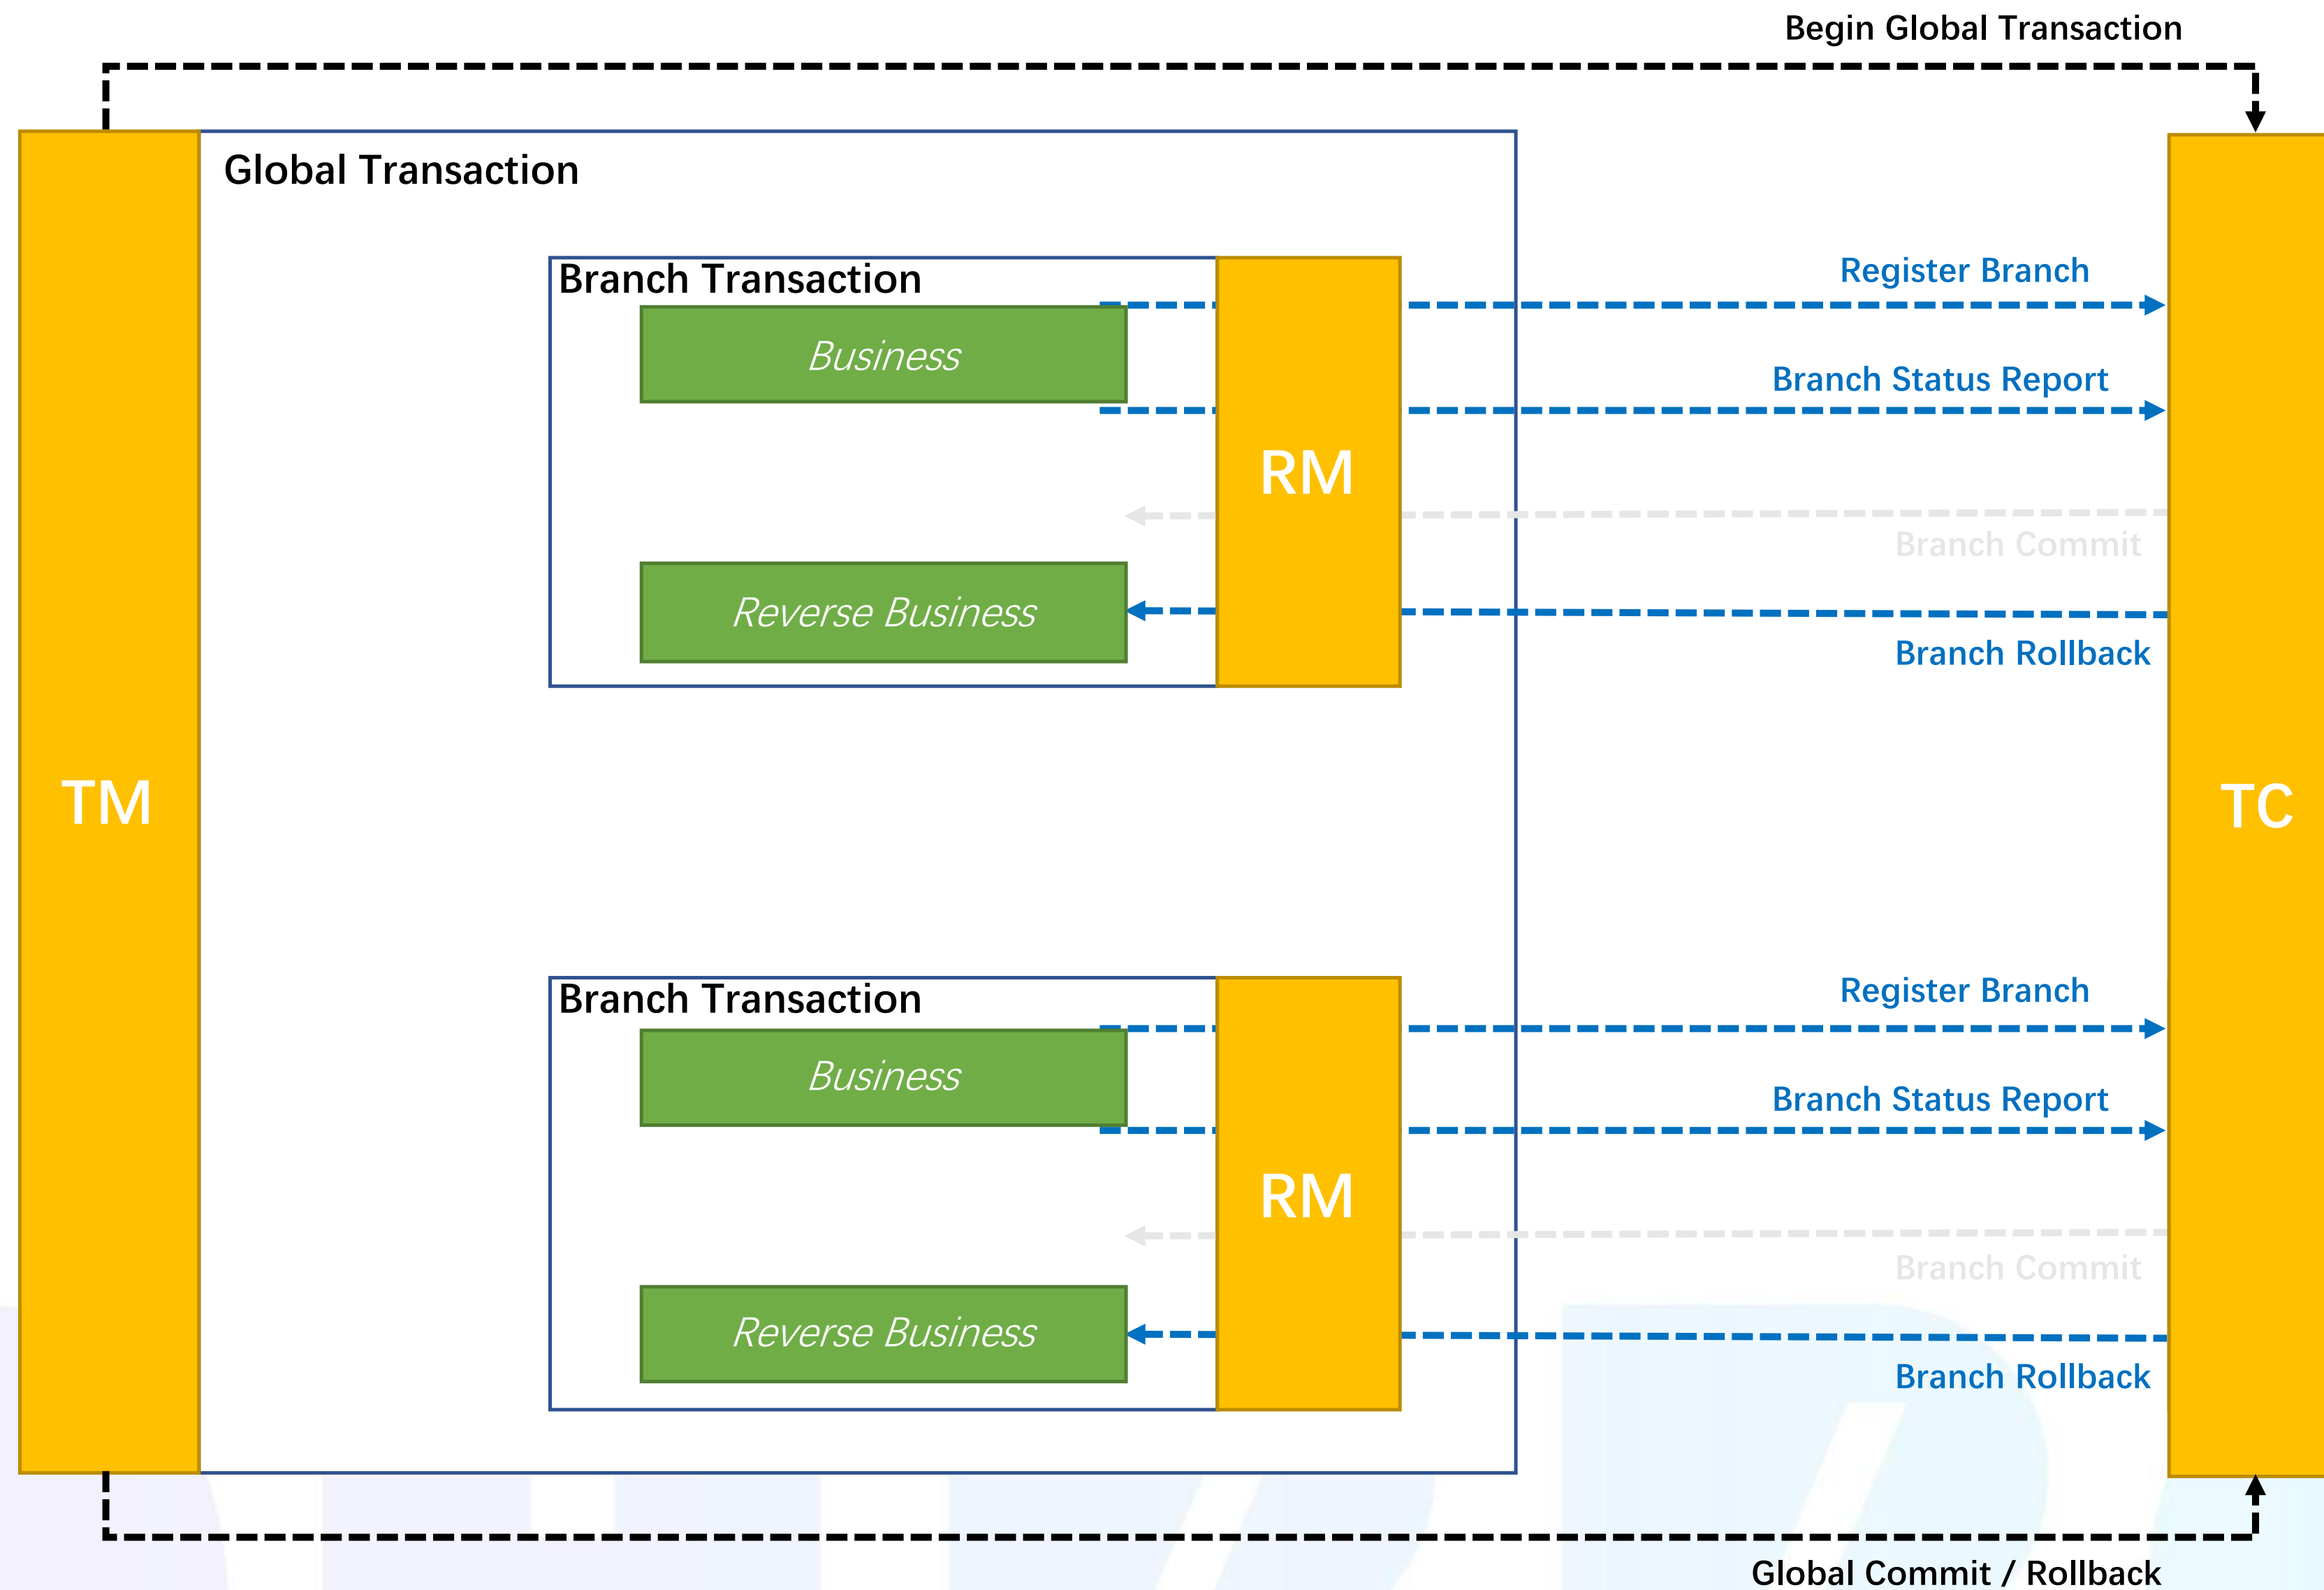 Begin Global Transaction
Global Transaction
Branch Transaction
Register Branch
Business
Branch Status Report
RM
Branch Commit
Reverse Business
Branch Rollback
TM
TC
Branch Transaction
Register Branch
Business
Branch Status Report
RM
Branch Commit
Reverse Business
Branch Rollback
Global Commit / Rollback